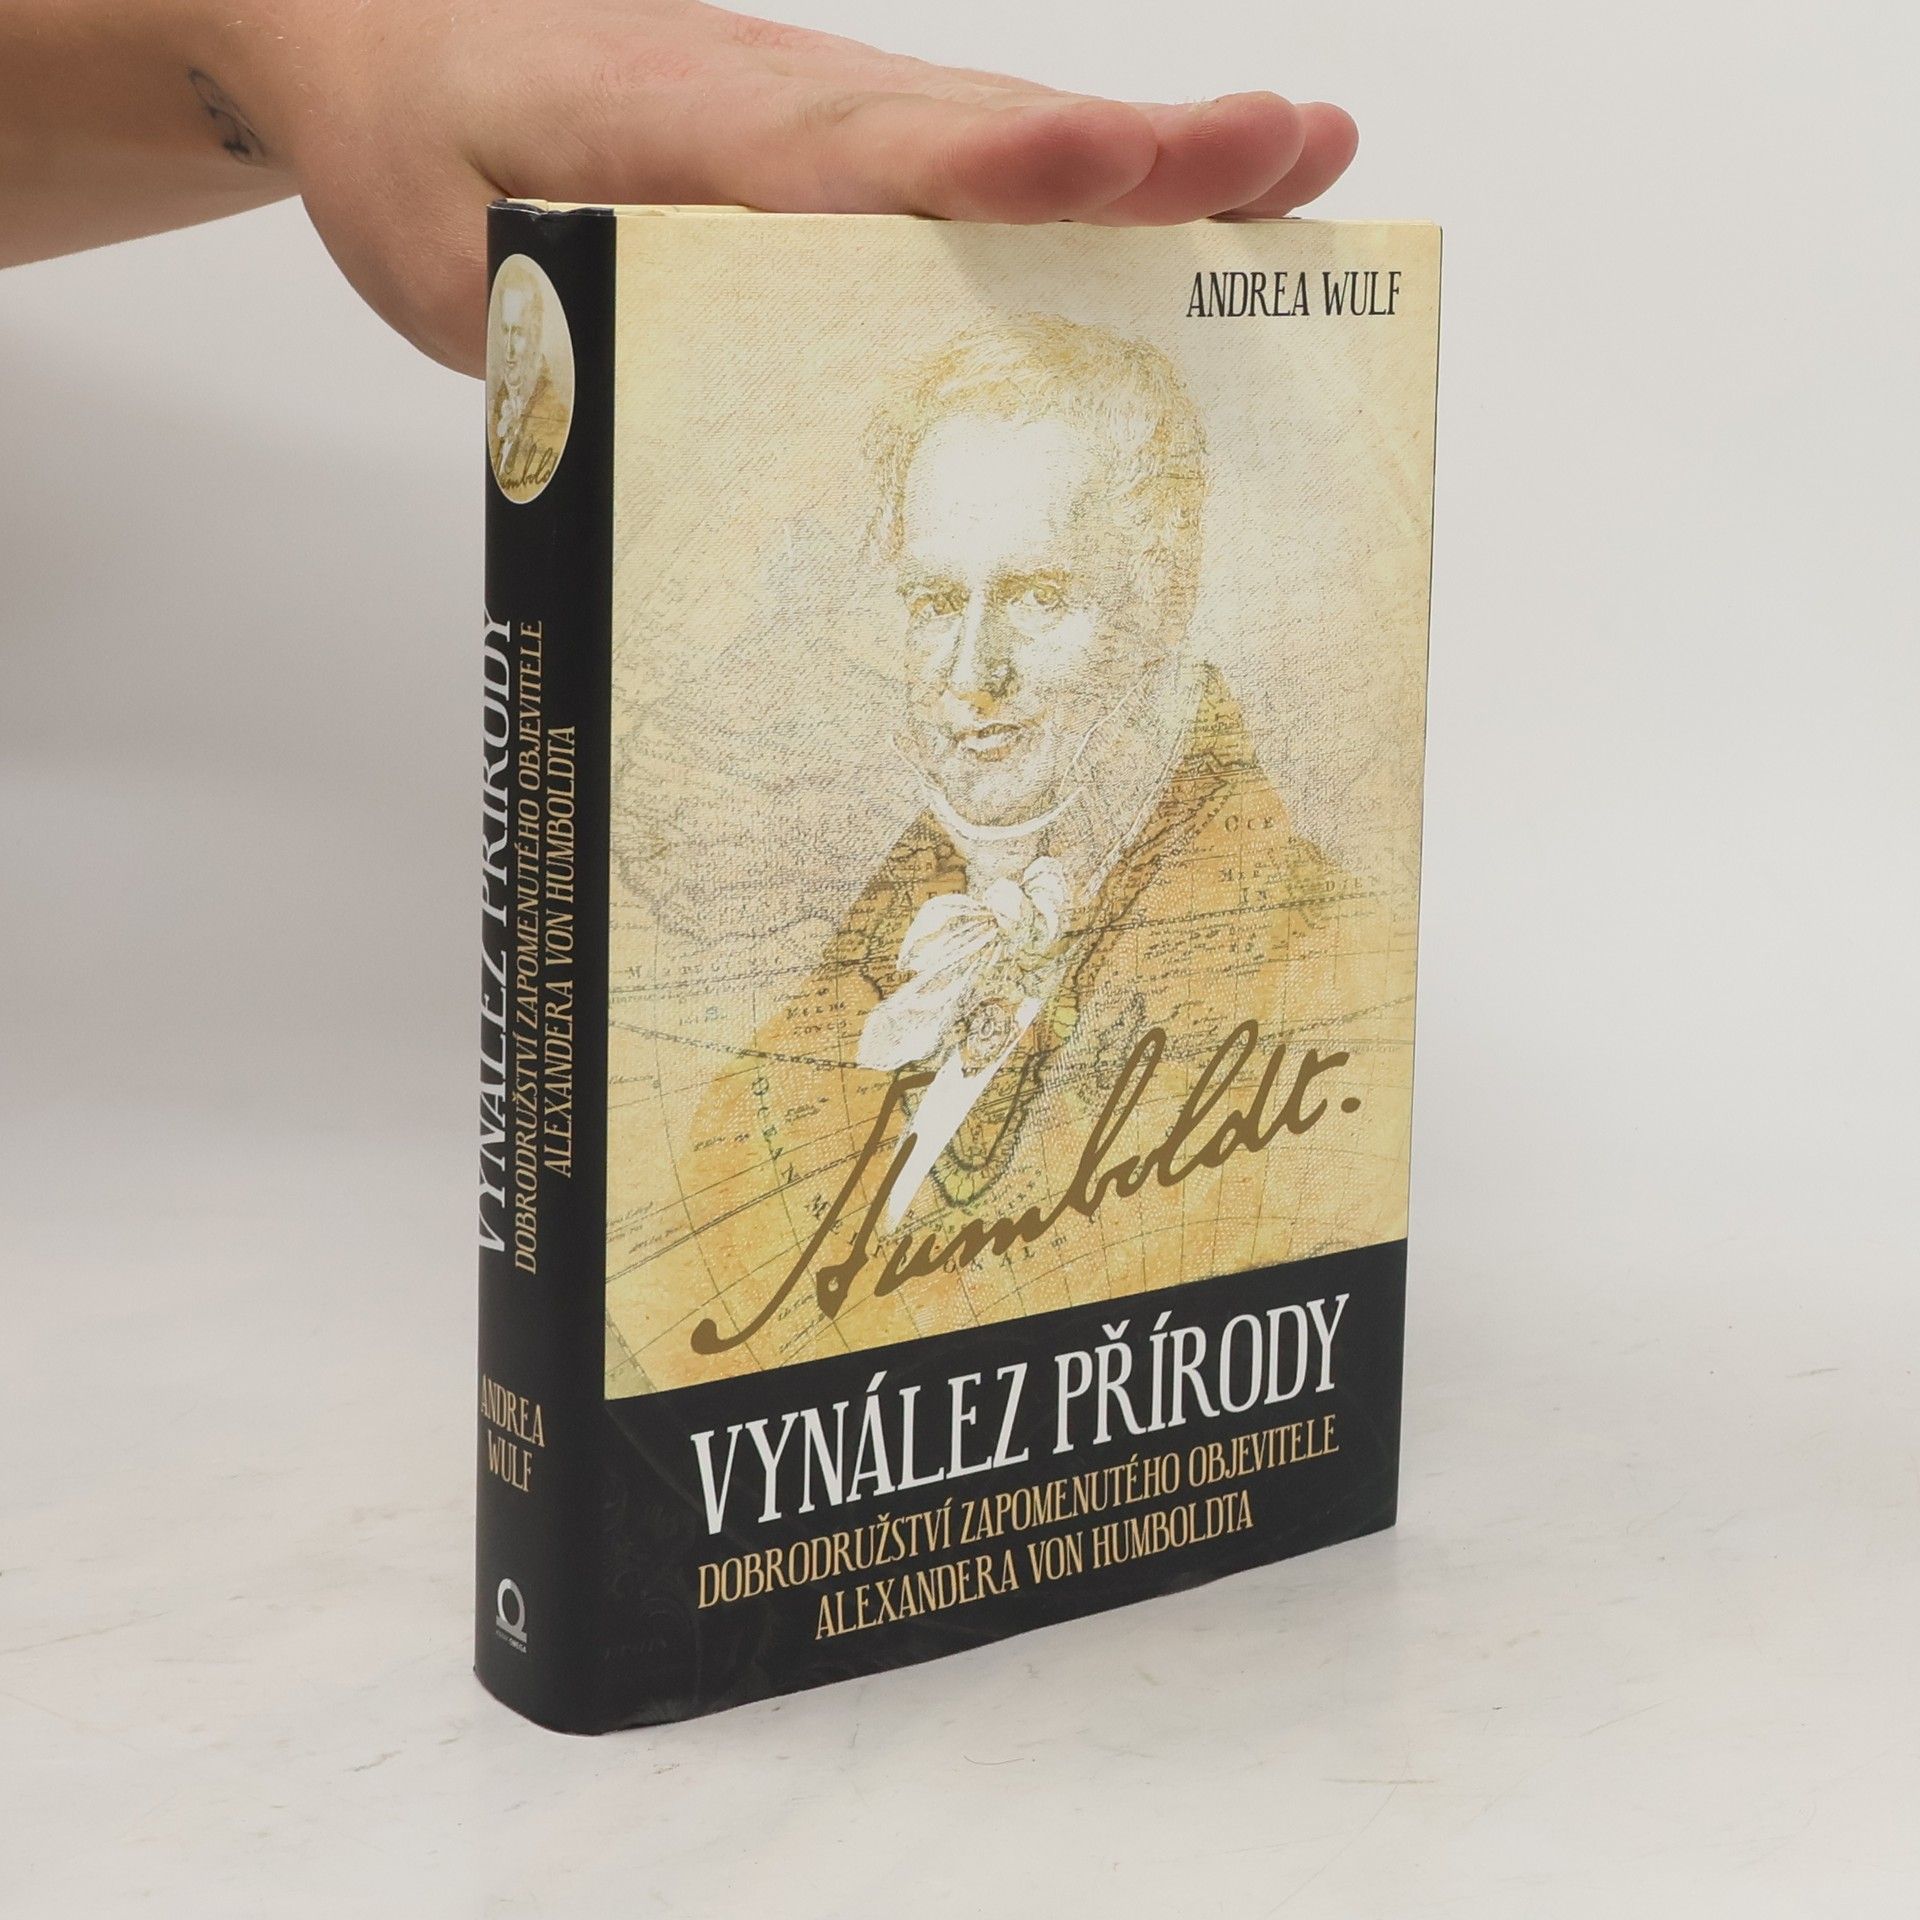 ANDREA WULF
Humboldt.
VYNÁLEZ PŘÍRODY
DOBRODRUŽSTVÍ ZAPOMENUTÉHO OBJEVITELE
ALEXANDERA VON HUMBOLDTA
VYNÁLEZ PŘÍRODY
DOBRODRUŽSTVÍ ZAPOMENUTÉHO OBJEVITELE
ALEXANDERA VON HUMBOLDTA
ANDREA
WULF
OMEGA